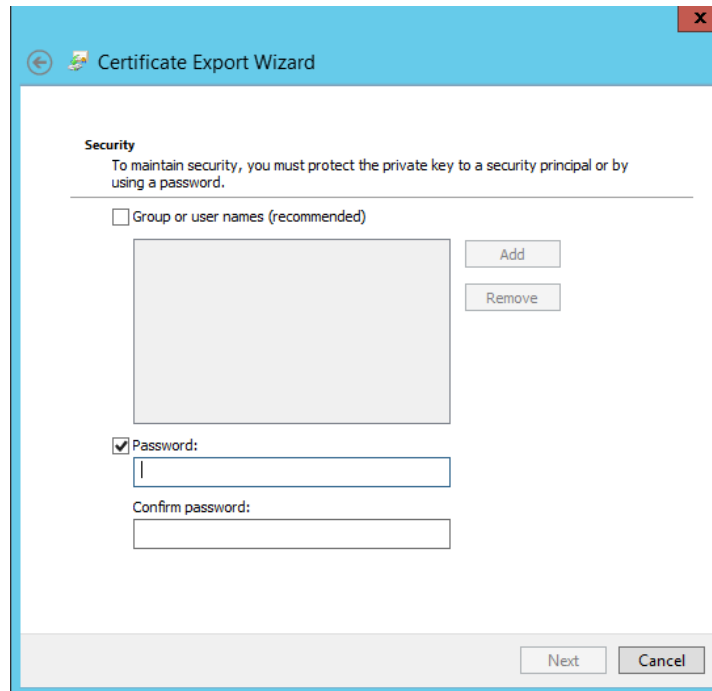 x
Certificate Export Wizard
Security
To maintain security, you must protect the private key to a security principal or by
using a password.
Group or user names (recommended)
Add
Remove
Password:
Confirm password:
Next
Cancel